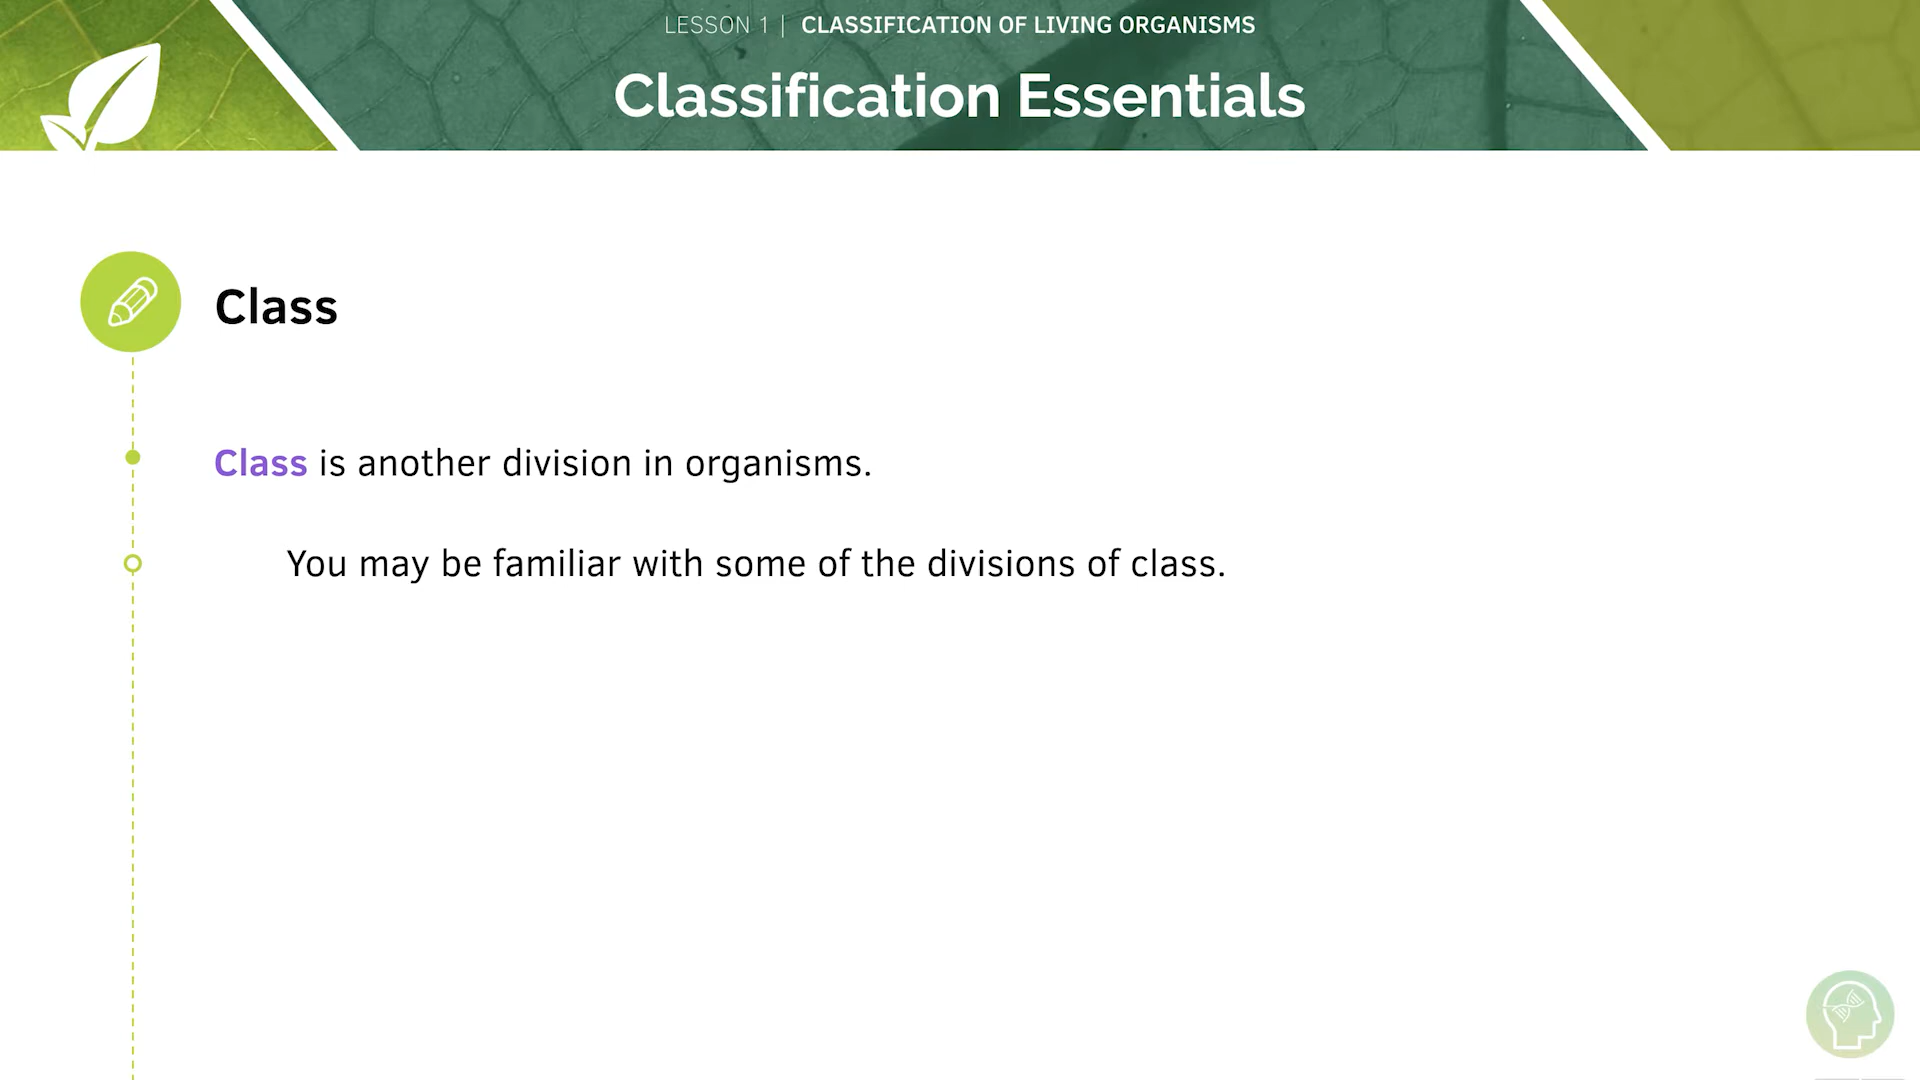 LESSON 1 | CLASSIFICATION OF LIVING ORGANISMS
Classification Essentials
Class
Class is another division in organisms.
You may be familiar with some of the divisions of class.